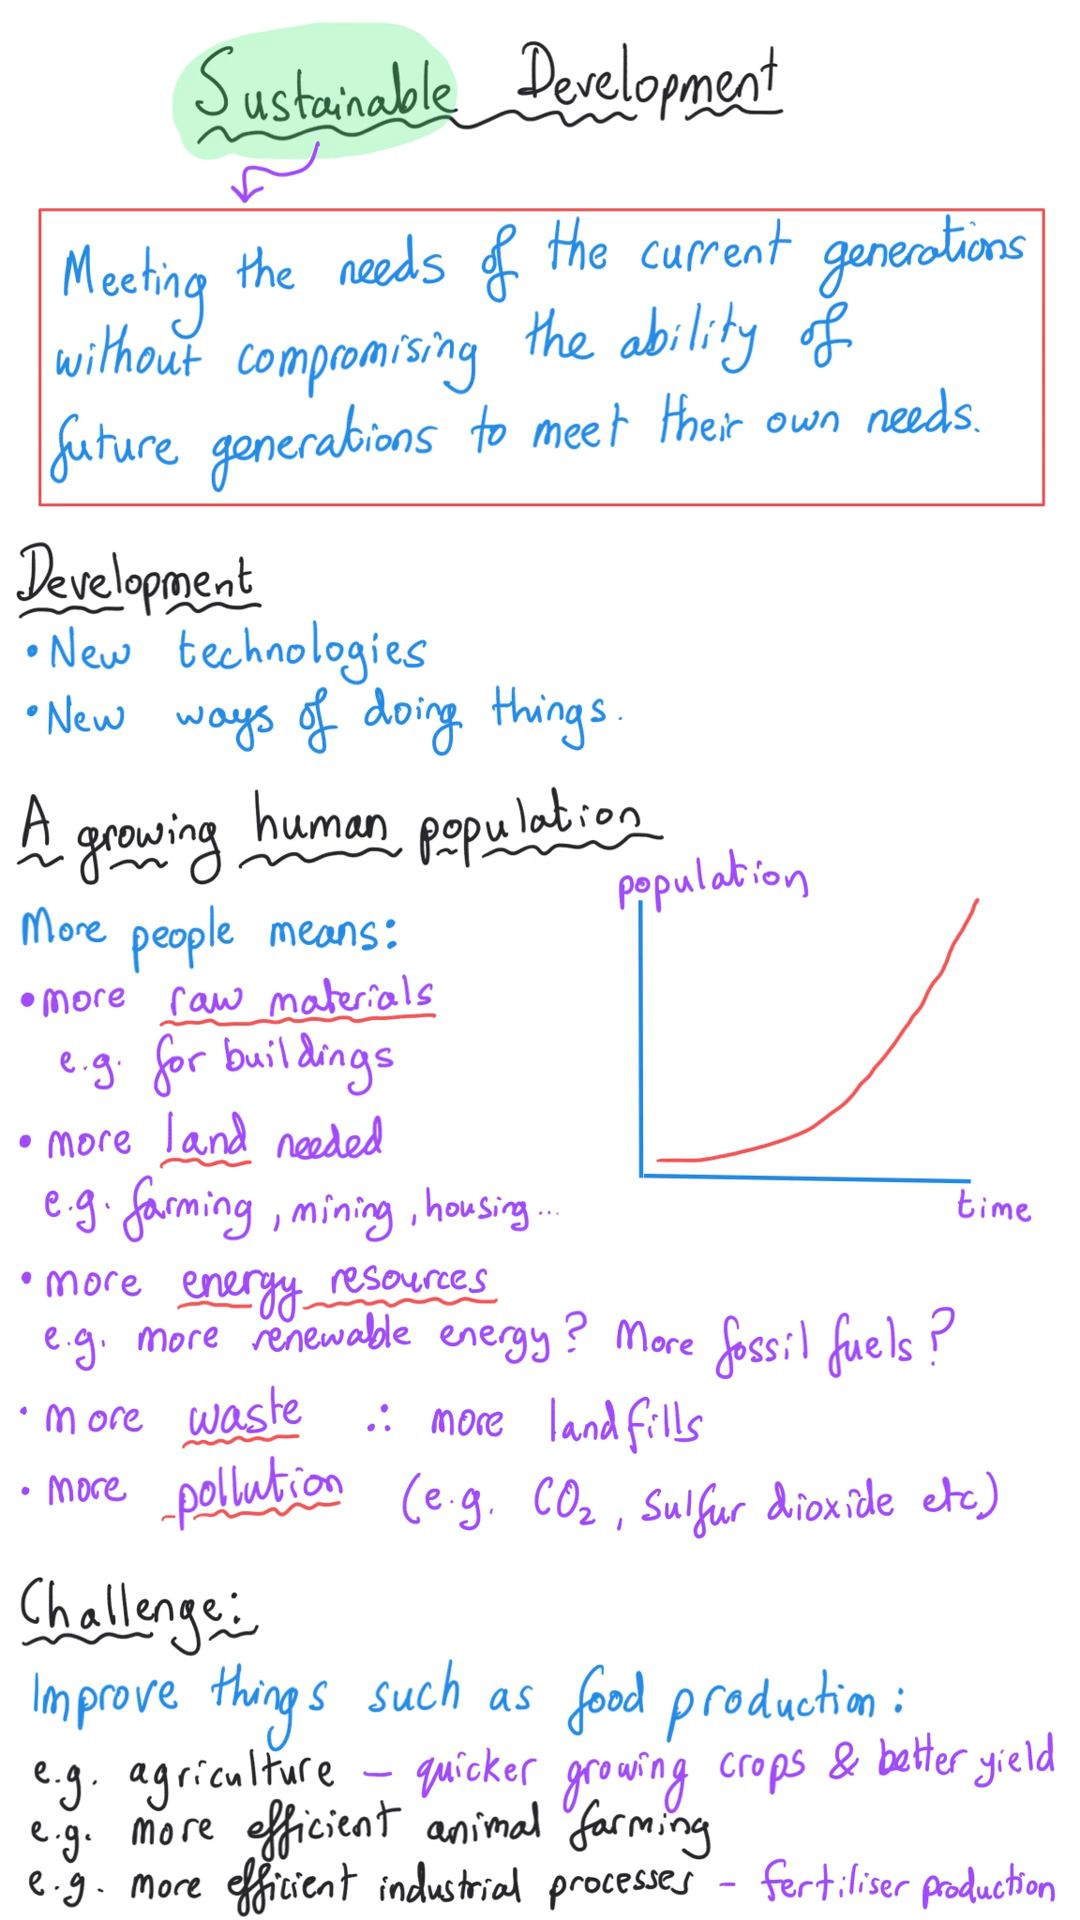 Sustainable Development
Meeting the needs of the current generations
without compromising the ability of
future generations to meet their own needs.
Development
• New technologies
• New ways of doing things.
A growing human population
population
More people means:
• more raw materials
e.g. for buildings
• more land needed
e.g. farming, mining, housing...
time
• more energy resources
e.g. more renewable energy? More fossil fuels?
• more waste ∴ more landfills
• more pollution (e.g. CO₂, sulfur dioxide etc)
Challenge:
Improve things such as food production:
e.g. agriculture – quicker growing crops & better yield
e.g. more efficient animal farming
e.g. more efficient industrial processes – fertiliser production